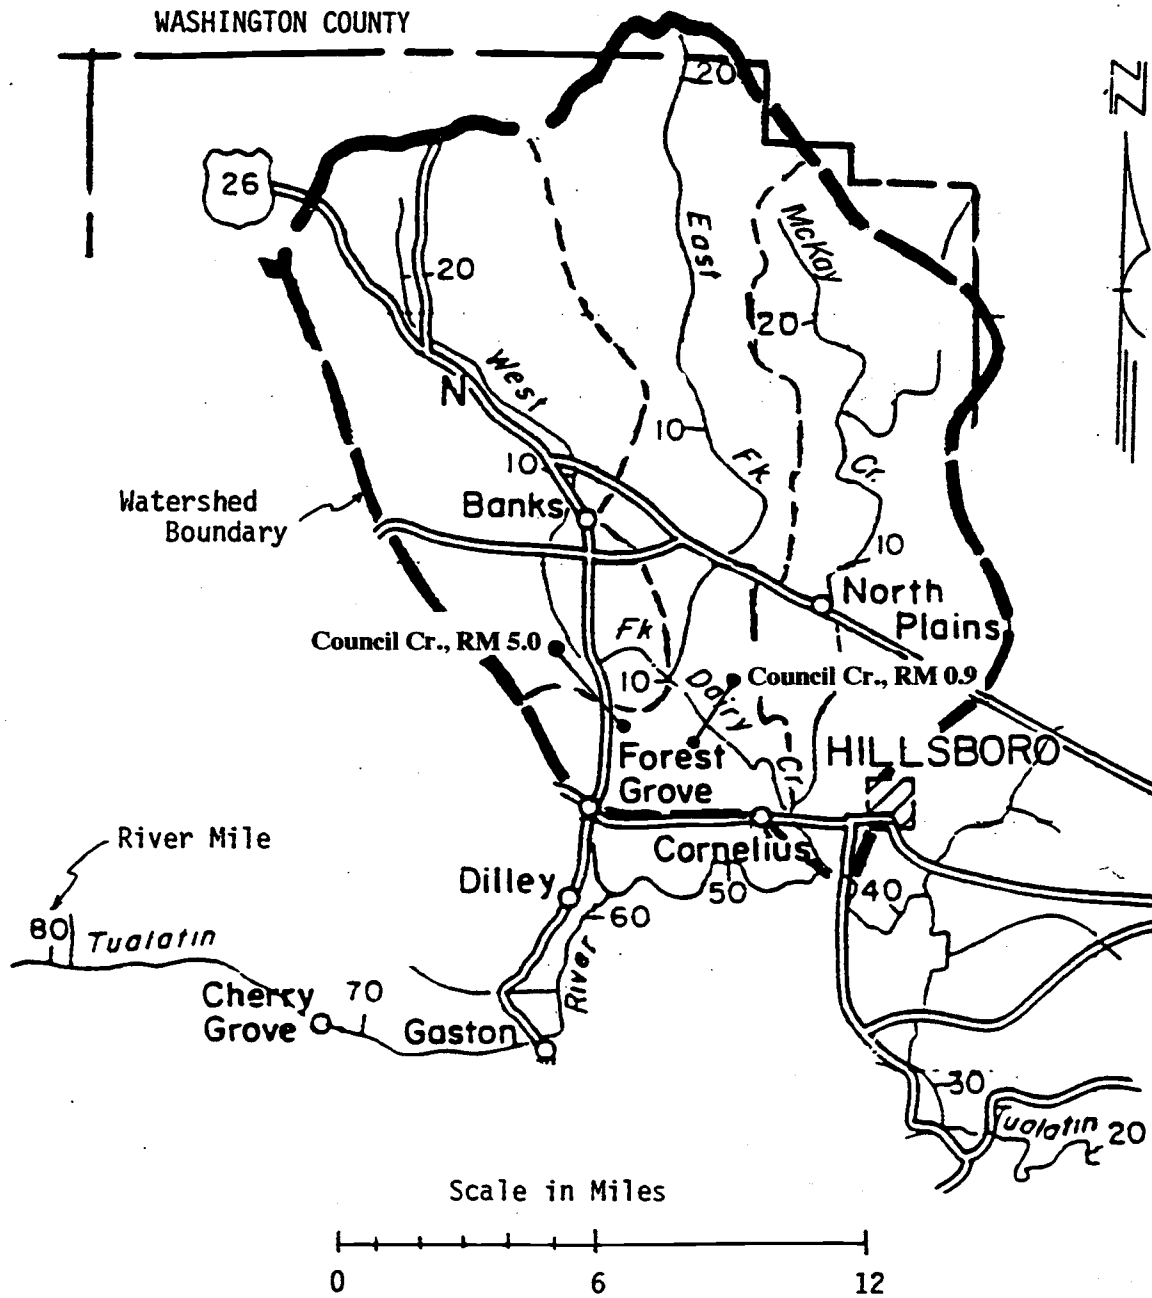 WASHINGTON COUNTY
20
N
26
East
McKay
20
20
West
N
10
Fk
Cr.
10
Banks
Watershed
Boundary
10
North
Plains
Fk
Council Cr., RM 5.0
10
Dairy
Council Cr., RM 0.9
Cr.
HILLSBORO
Forest
Grove
River Mile
Cornelius
Dilley
50
40
60
80
Tualatin
River
Cherry
Grove
70
Gaston
30
Tualatin
20
Scale in Miles
0
6
12